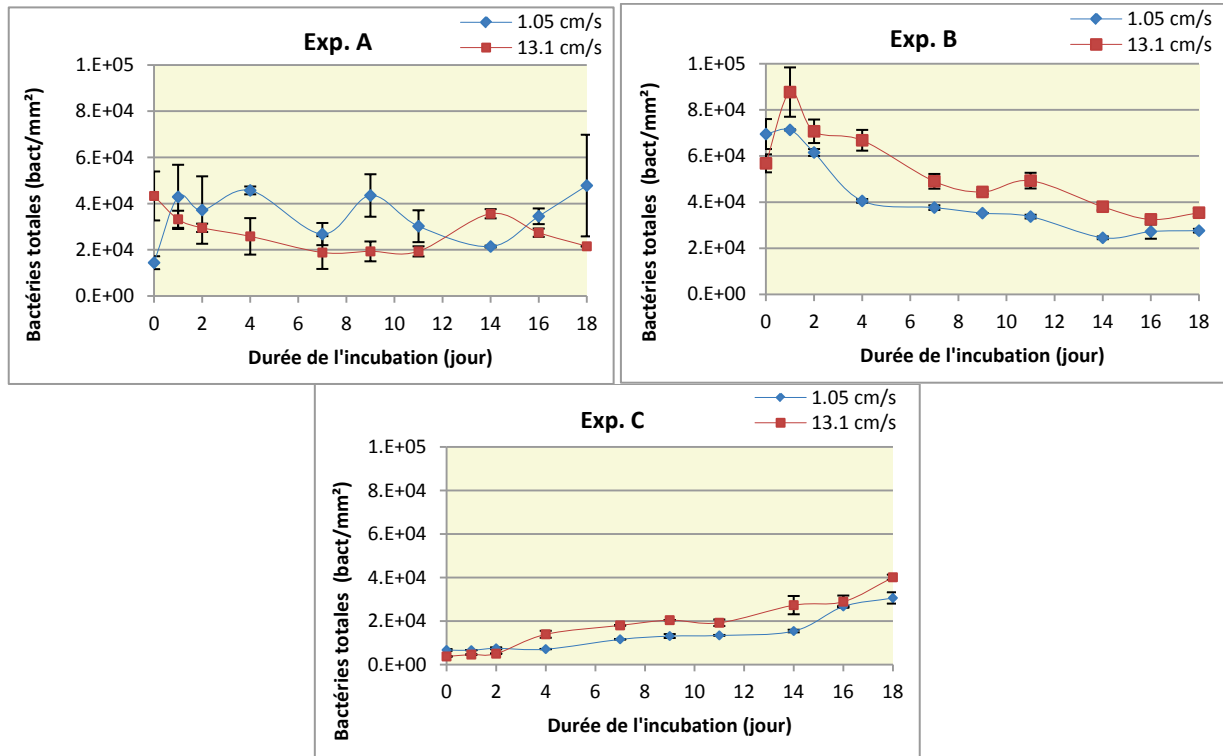 Exp. A
1.05 cm/s
13.1 cm/s
Bactéries totales (bact/mm²)
1.E+05
8.E+04
6.E+04
4.E+04
2.E+04
0.E+00
0 2 4 6 8 10 12 14 16 18
Durée de l'incubation (jour)
Exp. B
1.05 cm/s
13.1 cm/s
Bactéries totales (bact/mm²)
1.E+05
8.E+04
6.E+04
4.E+04
2.E+04
0.E+00
0 2 4 6 8 10 12 14 16 18
Durée de l'incubation (jour)
Exp. C
1.05 cm/s
13.1 cm/s
Bactéries totales (bact/mm²)
1.E+05
8.E+04
6.E+04
4.E+04
2.E+04
0.E+00
0 2 4 6 8 10 12 14 16 18
Durée de l'incubation (jour)